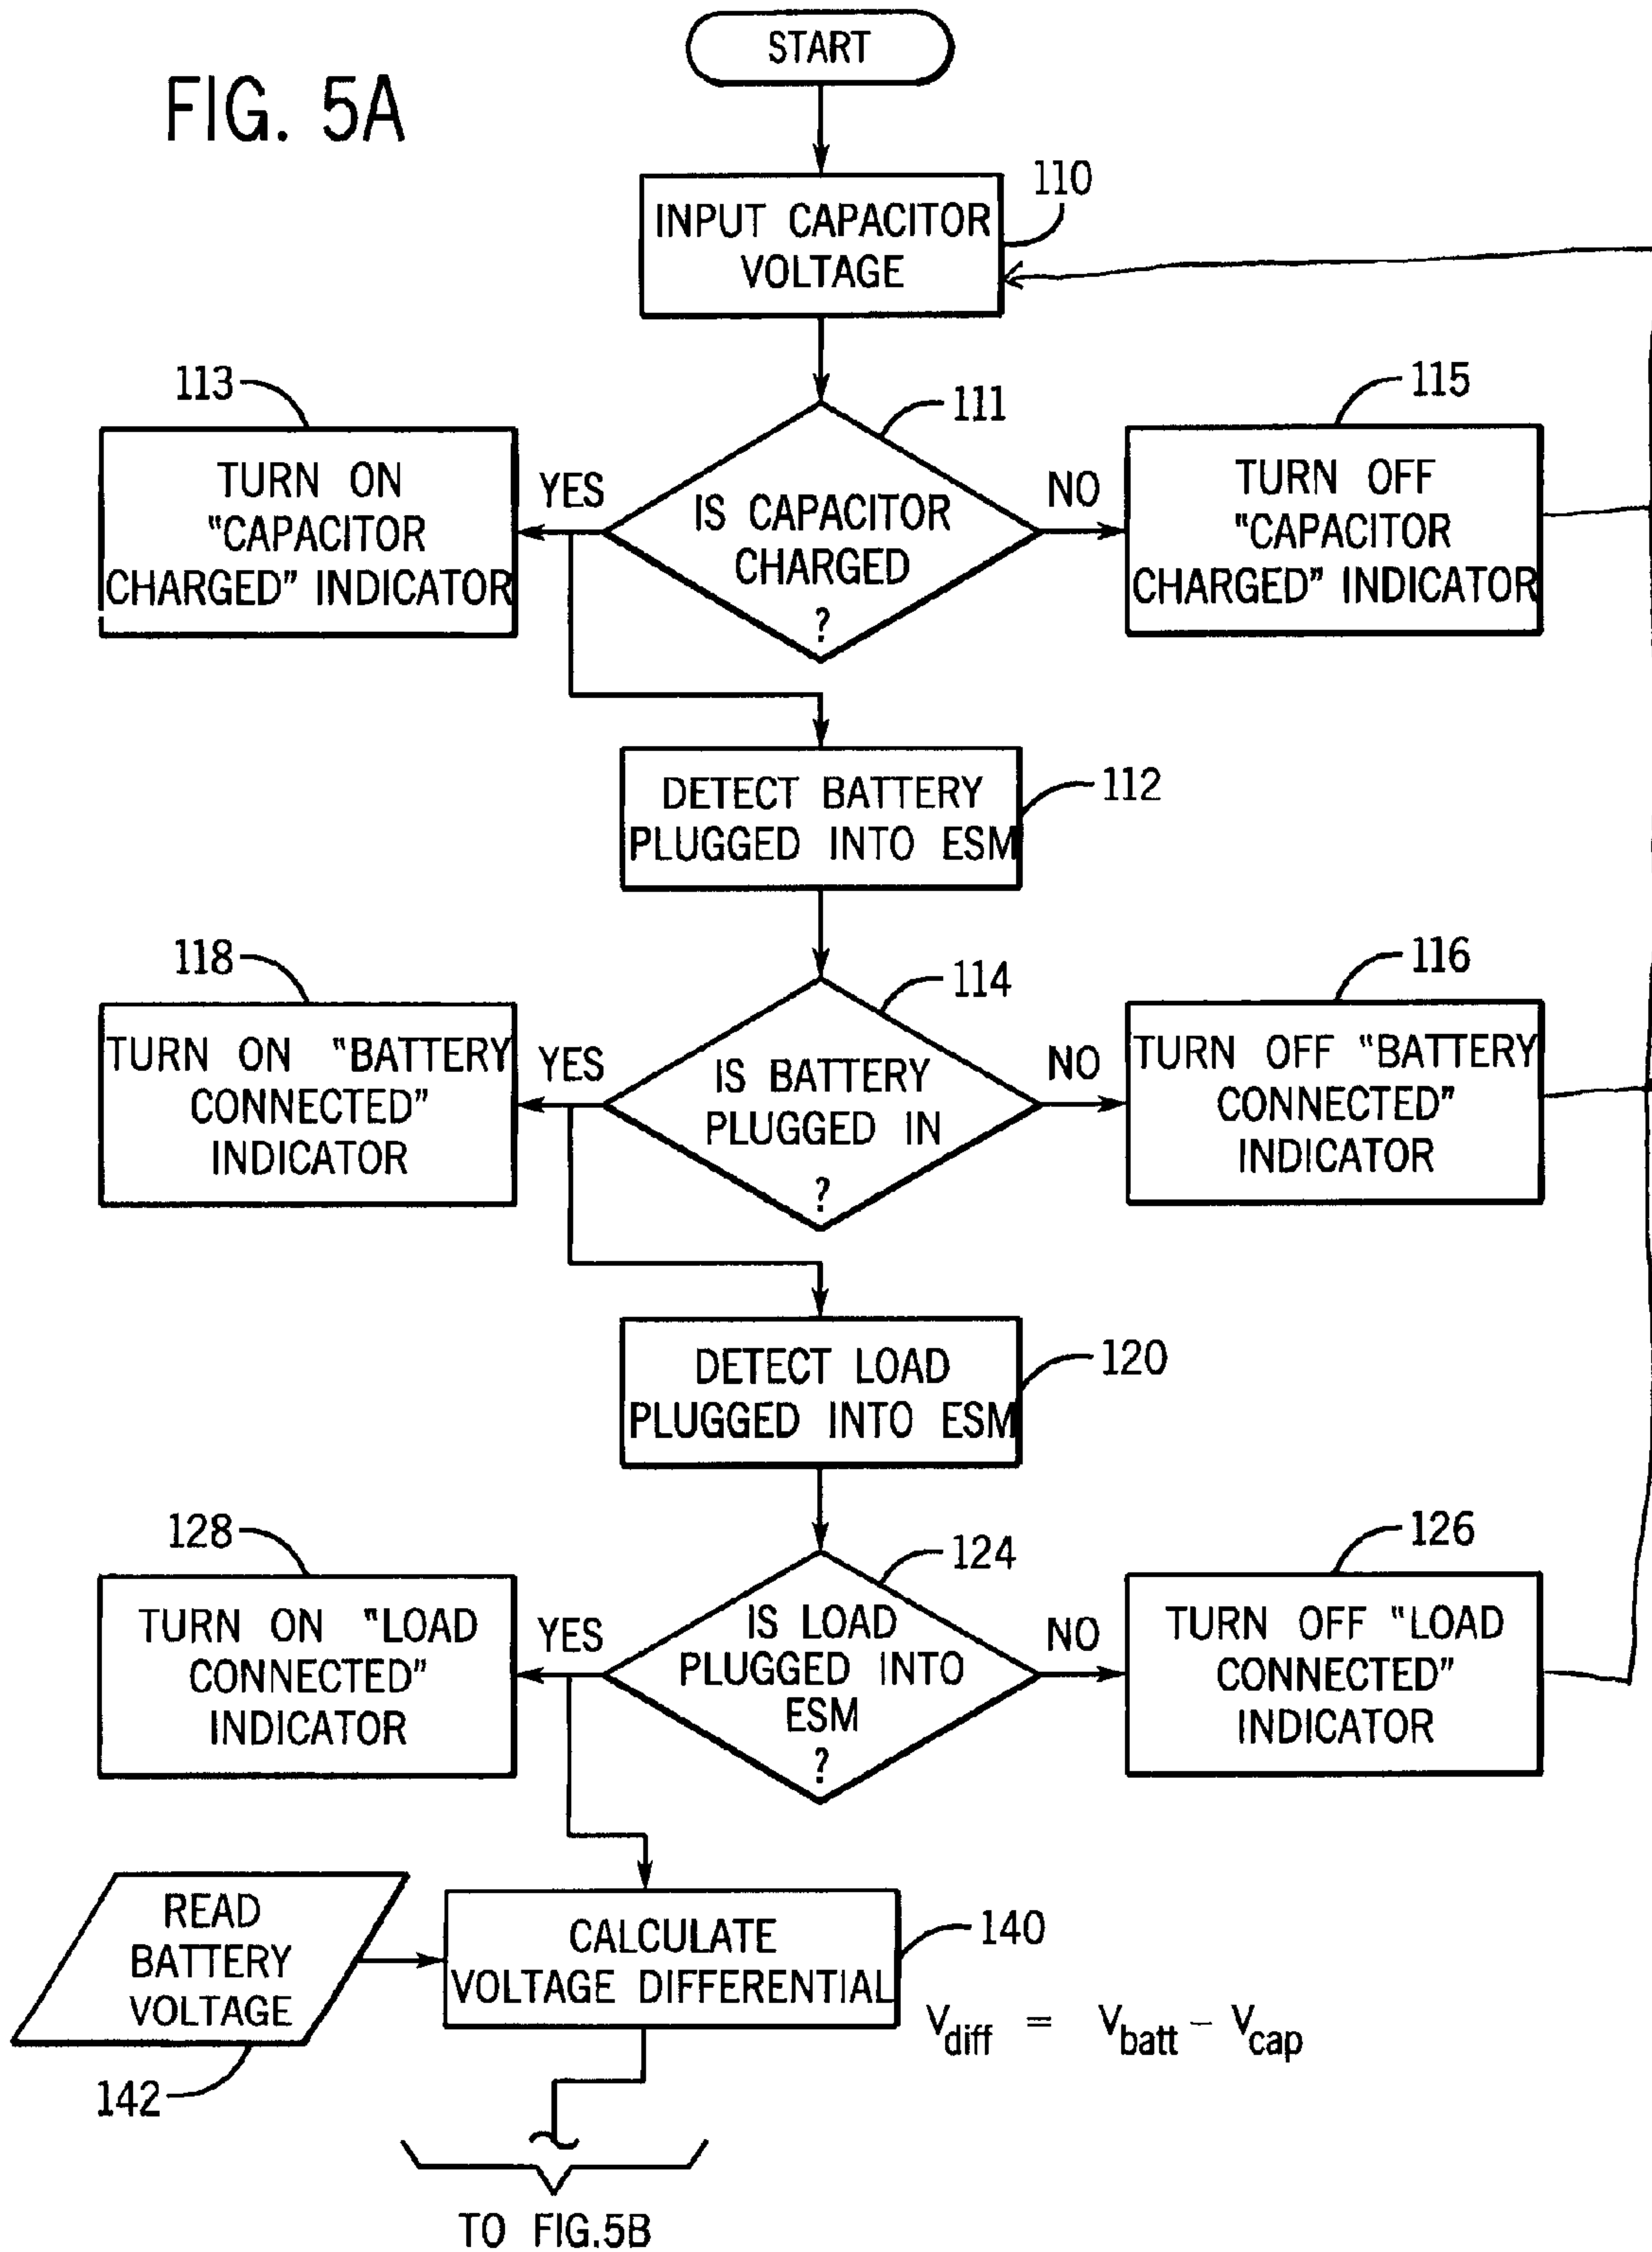 START
FIG. 5A
110
INPUT CAPACITOR
VOLTAGE
113
111
115
TURN ON
"CAPACITOR
CHARGED" INDICATOR
YES
IS CAPACITOR
CHARGED
?
NO
TURN OFF
"CAPACITOR
CHARGED" INDICATOR
DETECT BATTERY
PLUGGED INTO ESM
112
118
114
116
TURN ON "BATTERY
CONNECTED"
INDICATOR
YES
IS BATTERY
PLUGGED IN
?
NO
TURN OFF "BATTERY
CONNECTED"
INDICATOR
DETECT LOAD
PLUGGED INTO ESM
120
128
124
126
TURN ON "LOAD
CONNECTED"
INDICATOR
YES
IS LOAD
PLUGGED INTO
ESM
?
NO
TURN OFF "LOAD
CONNECTED"
INDICATOR
READ
BATTERY
VOLTAGE
142
CALCULATE
VOLTAGE DIFFERENTIAL
140
Vdiff = Vbatt - Vcap
TO FIG.5B